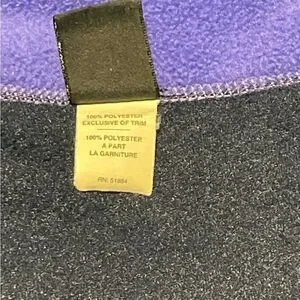 100% POLYESTER
EXCLUSIVE OF TRIM
100% POLYESTER
A PART
LA GARNITURE
RN: 51884